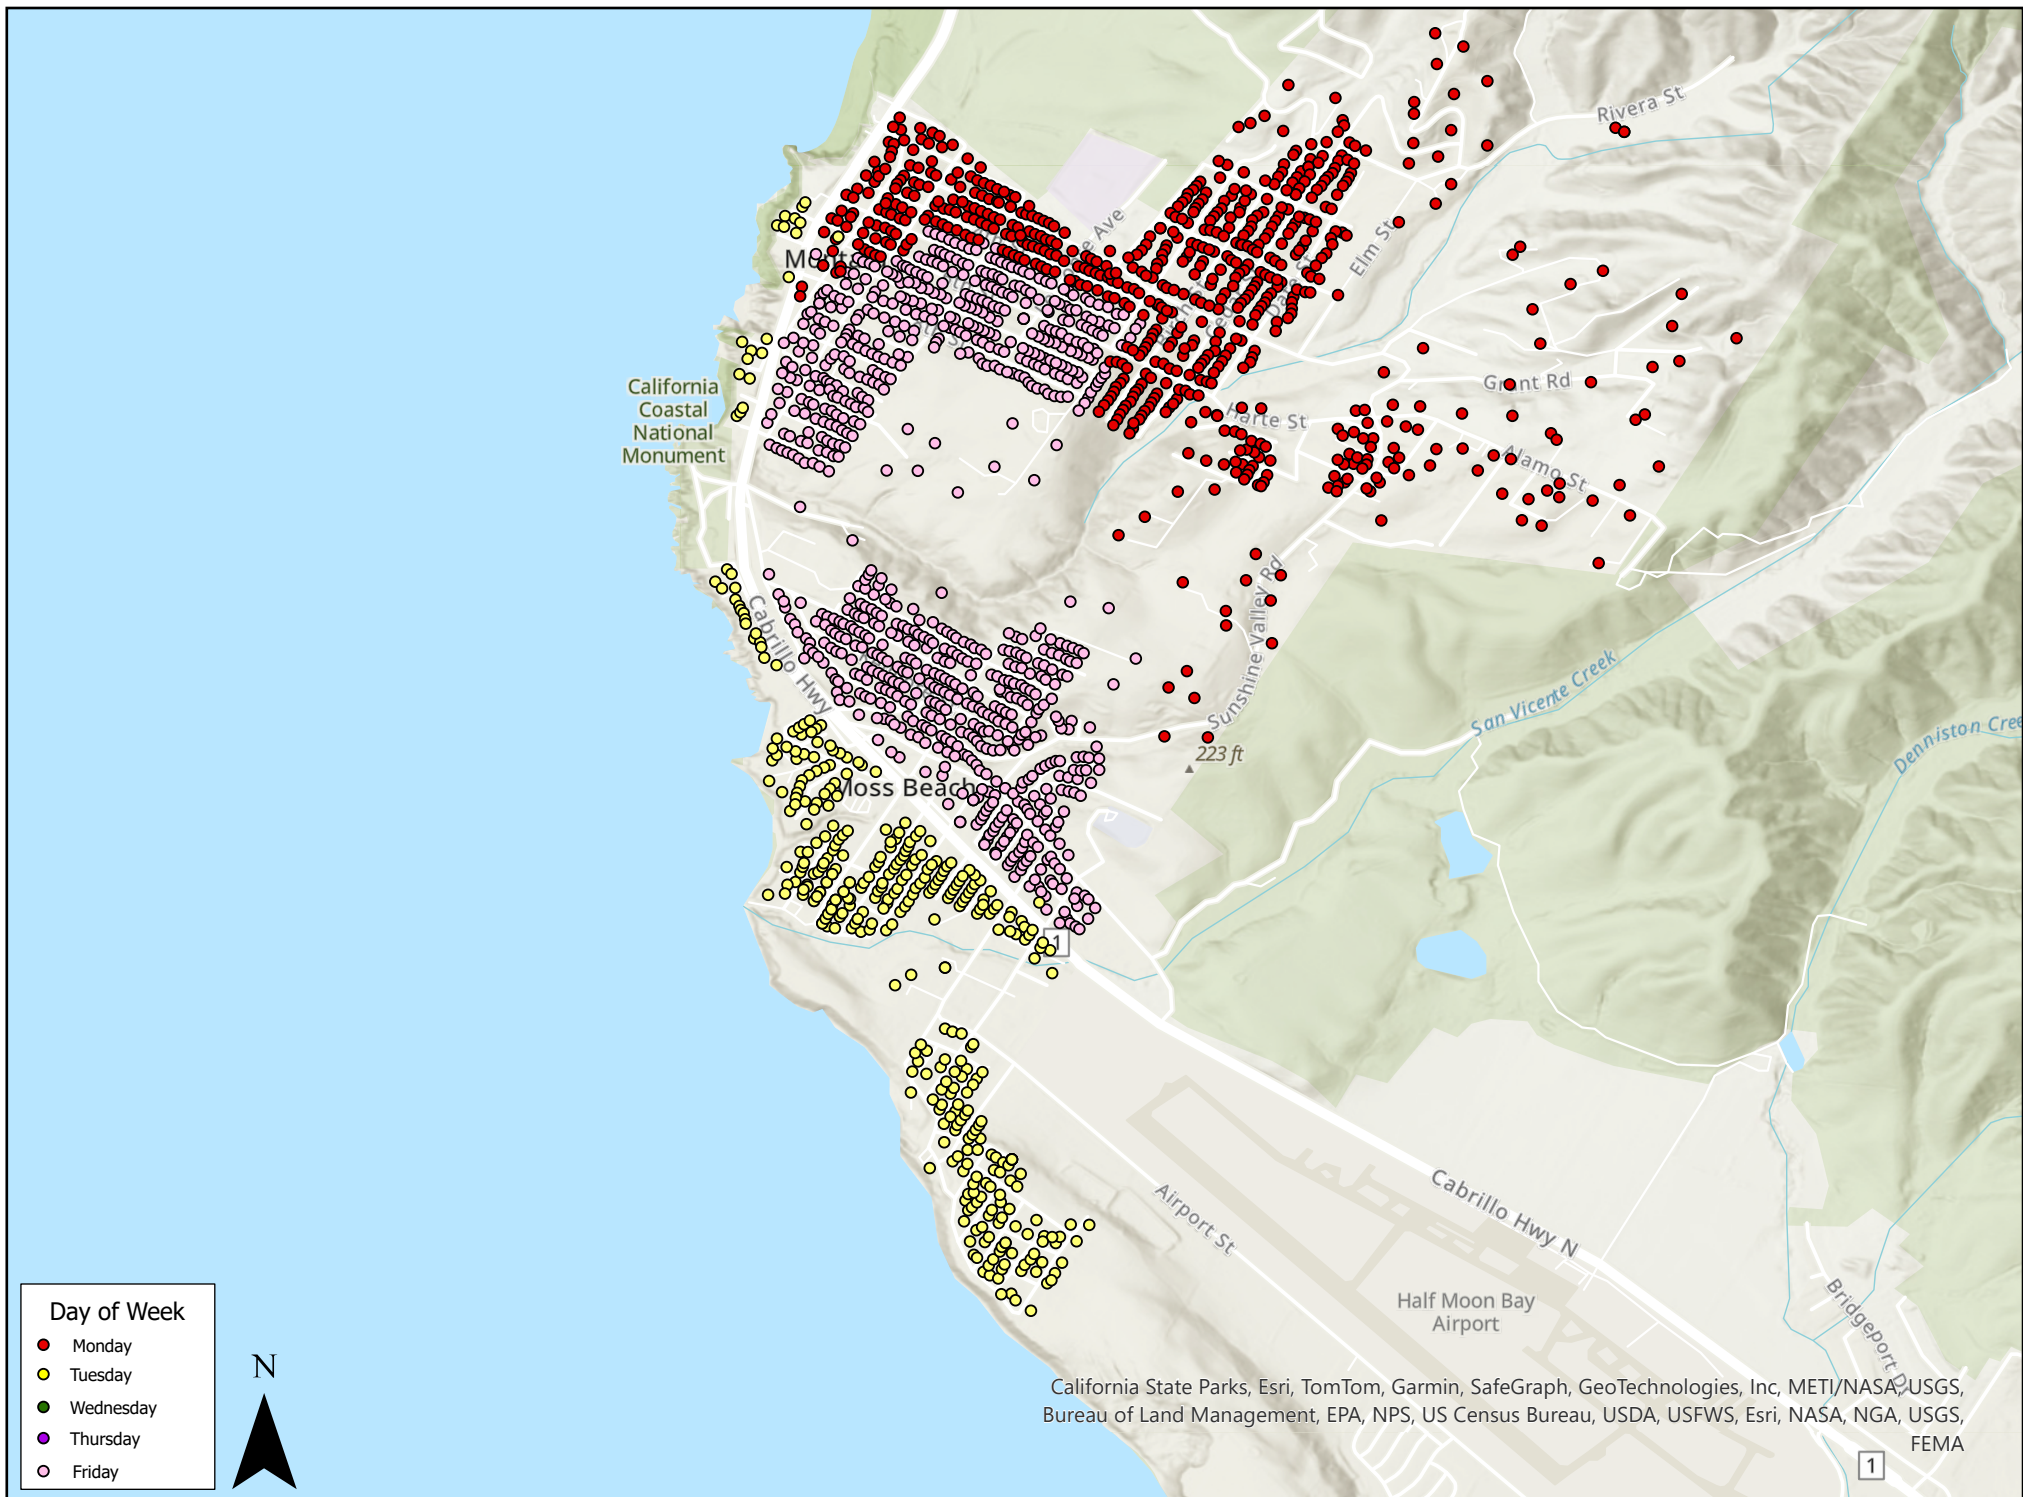 Rivera St
Elm St
California
Coastal
National
Monument
Grant Rd
Harte St
Alamo St
Cabrillo Hwy
Sunshine Valley Rd
San Vicente Creek
223 ft
Denniston Cree
Moss Beach
1
Airport St
Cabrillo Hwy N
Half Moon Bay
Airport
Bridgeport Dr
Day of Week
Monday
Tuesday
Wednesday
Thursday
Friday
N
California State Parks, Esri, TomTom, Garmin, SafeGraph, GeoTechnologies, Inc, METI/NASA, USGS,
Bureau of Land Management, EPA, NPS, US Census Bureau, USDA, USFWS, Esri, NASA, NGA, USGS,
FEMA
1